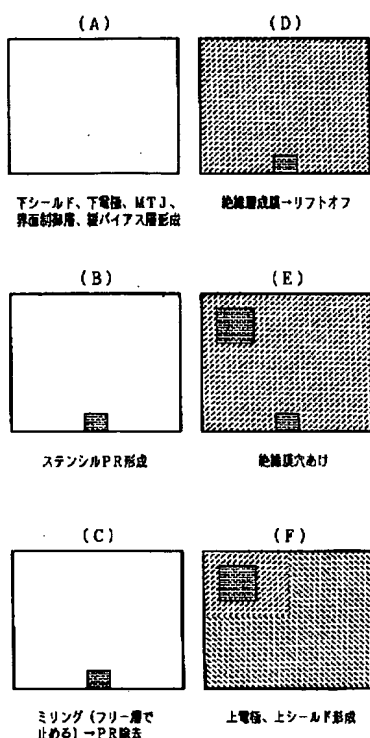 (A)
下シールド、下電極、MTJ、
界面制御層、縦バイアス層形成
(B)
ステンシルPR形成
(C)
ミリング(フリー層で
止める)→PR除去
(D)
絶縁層成膜→リフトオフ
(E)
絶縁膜穴あけ
(F)
上電極、上シールド形成